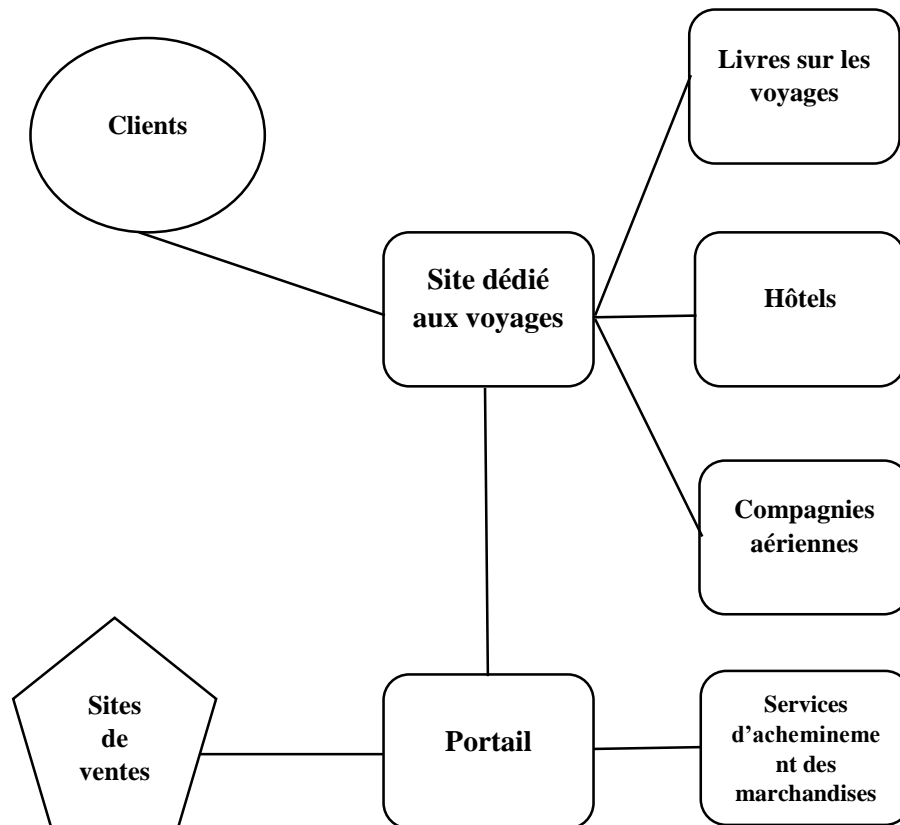 Clients
Livres sur les
voyages
Site dédié
aux voyages
Hôtels
Compagnies
aériennes
Sites
de
ventes
Portail
Services
d’achemineme
nt des
marchandises